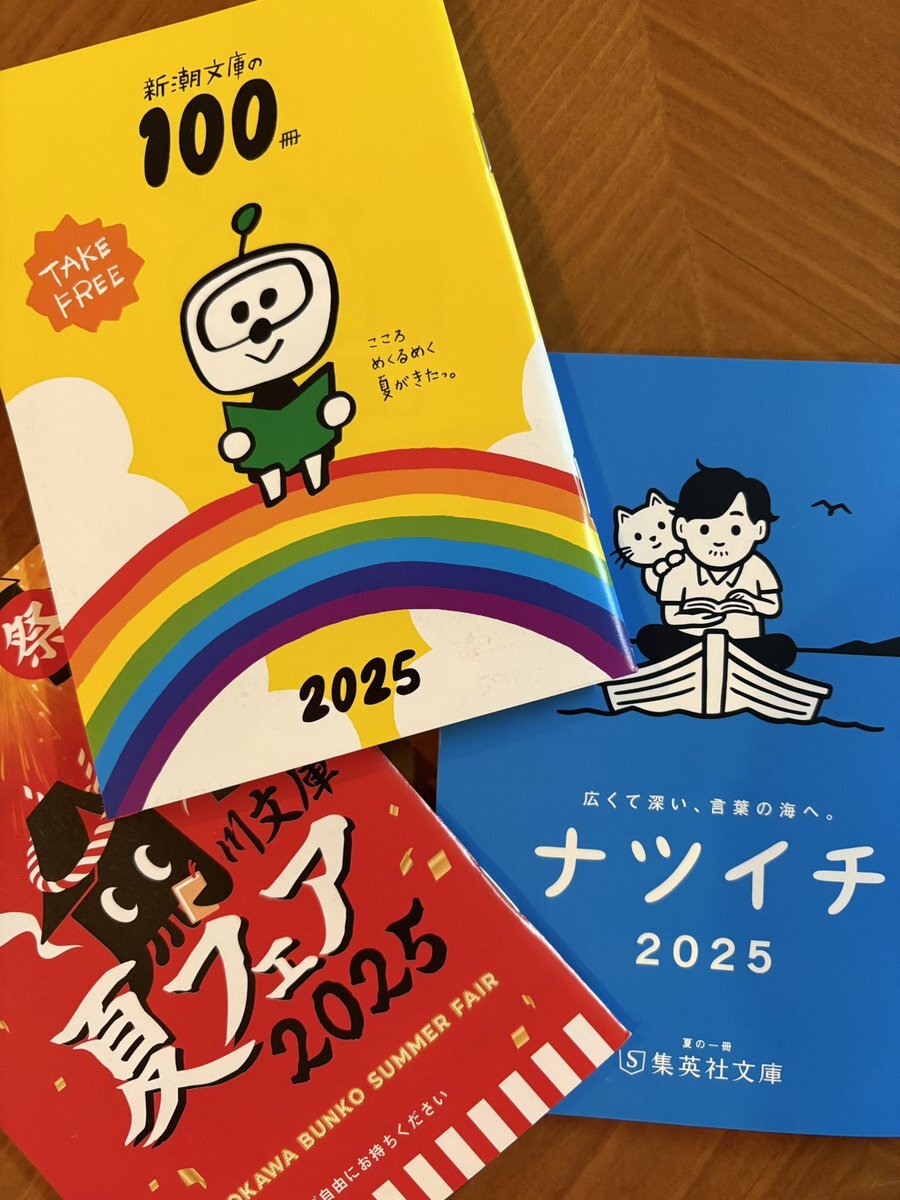 新潮文庫の
100冊
TAKE
FREE
こころ
めくるめく
夏がきたっ。
2025
広くて深い、言葉の海へ。
ナツイチ
2025
夏の一冊
S 集英社文庫
祭
川文庫
夏フェア
2025
OKAWA BUNKO SUMMER FAIR
自由にお持ちください